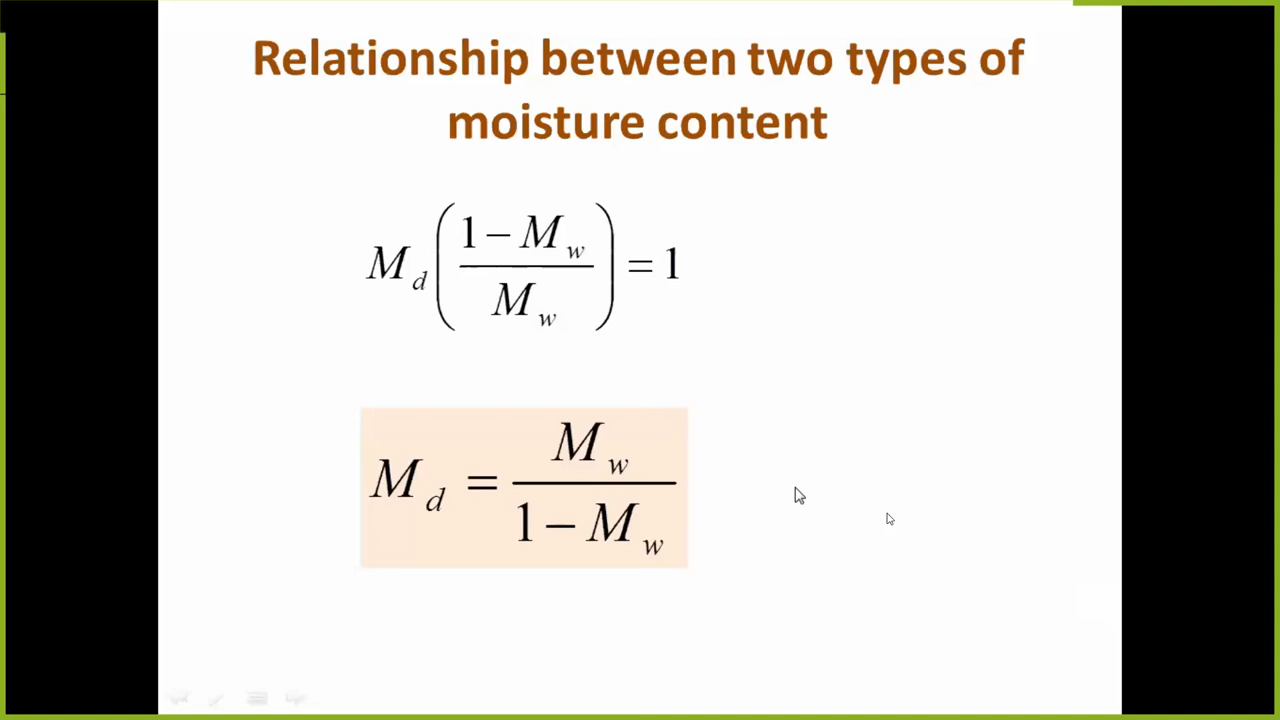 Relationship between two types of
moisture content
M_d ( (1 − M_w) / M_w ) = 1
M_d = M_w / (1 − M_w)